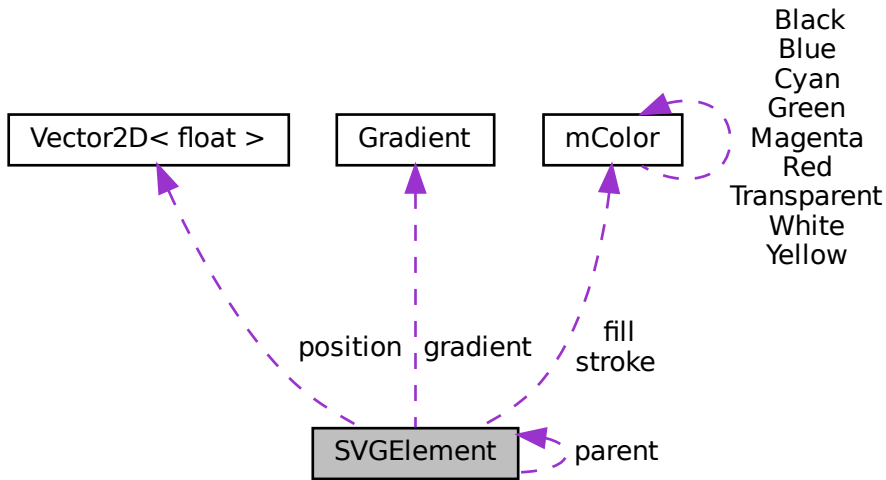 Black
Blue
Cyan
Green
Magenta
Red
Transparent
White
Yellow
Vector2D< float >
Gradient
mColor
position
gradient
fill
stroke
SVGElement
parent